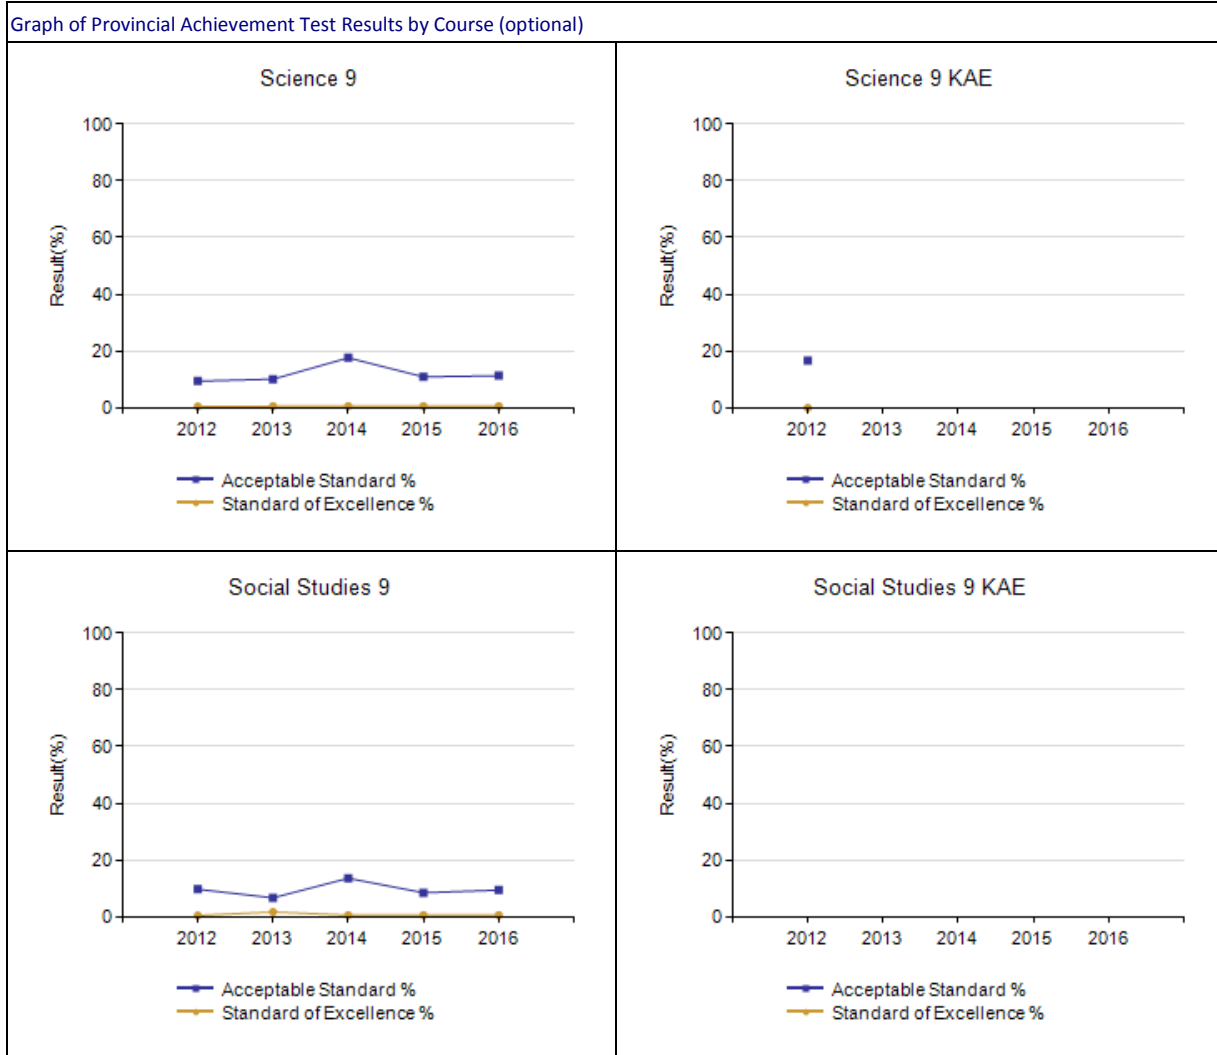 Graph of Provincial Achievement Test Results by Course (optional)
Science 9
100
80
60
40
20
0
Result(%)
2012 2013 2014 2015 2016
Acceptable Standard %
Standard of Excellence %
Science 9 KAE
100
80
60
40
20
0
Result(%)
2012 2013 2014 2015 2016
Acceptable Standard %
Standard of Excellence %
Social Studies 9
100
80
60
40
20
0
Result(%)
2012 2013 2014 2015 2016
Acceptable Standard %
Standard of Excellence %
Social Studies 9 KAE
100
80
60
40
20
0
Result(%)
2012 2013 2014 2015 2016
Acceptable Standard %
Standard of Excellence %